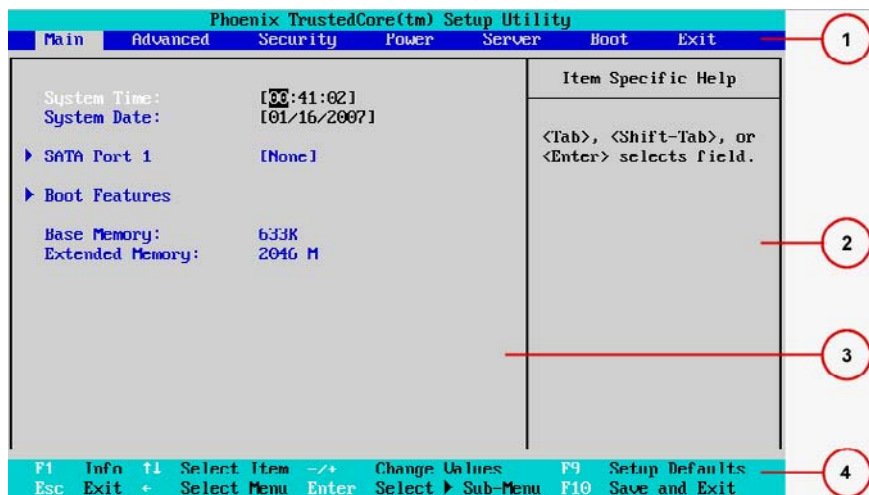 Phoenix TrustedCore(tm) Setup Utility
Main Advanced Security Power Server Boot Exit
1
Item Specific Help
System Time: [00:41:02]
System Date: [01/16/2007]
<Tab>, <Shift-Tab>, or
<Enter> selects field.
SATA Port 1 [None]
Boot Features
Base Memory: 633K
Extended Memory: 2046 M
2
3
F1 Info ↑↓ Select Item -/+ Change Values F9 Setup Defaults
Esc Exit ← Select Menu Enter Select ▶ Sub-Menu F10 Save and Exit
4